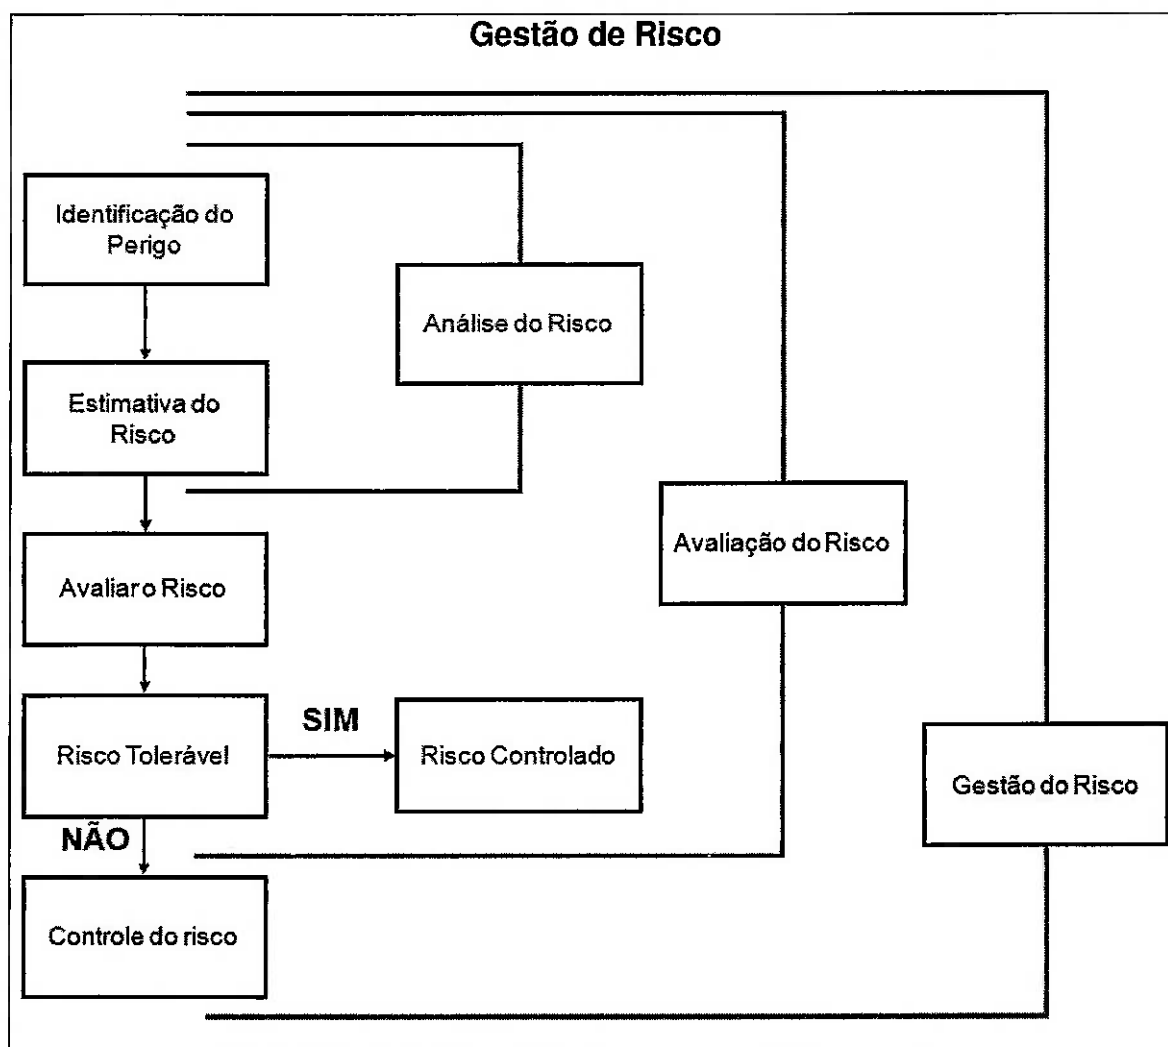 Gestão de Risco
Identificação do
Perigo
Análise do Risco
Estimativa do
Risco
Avaliaro Risco
Avaliação do Risco
Risco Tolerável
SIM
Risco Controlado
Gestão do Risco
NÃO
Controle do risco